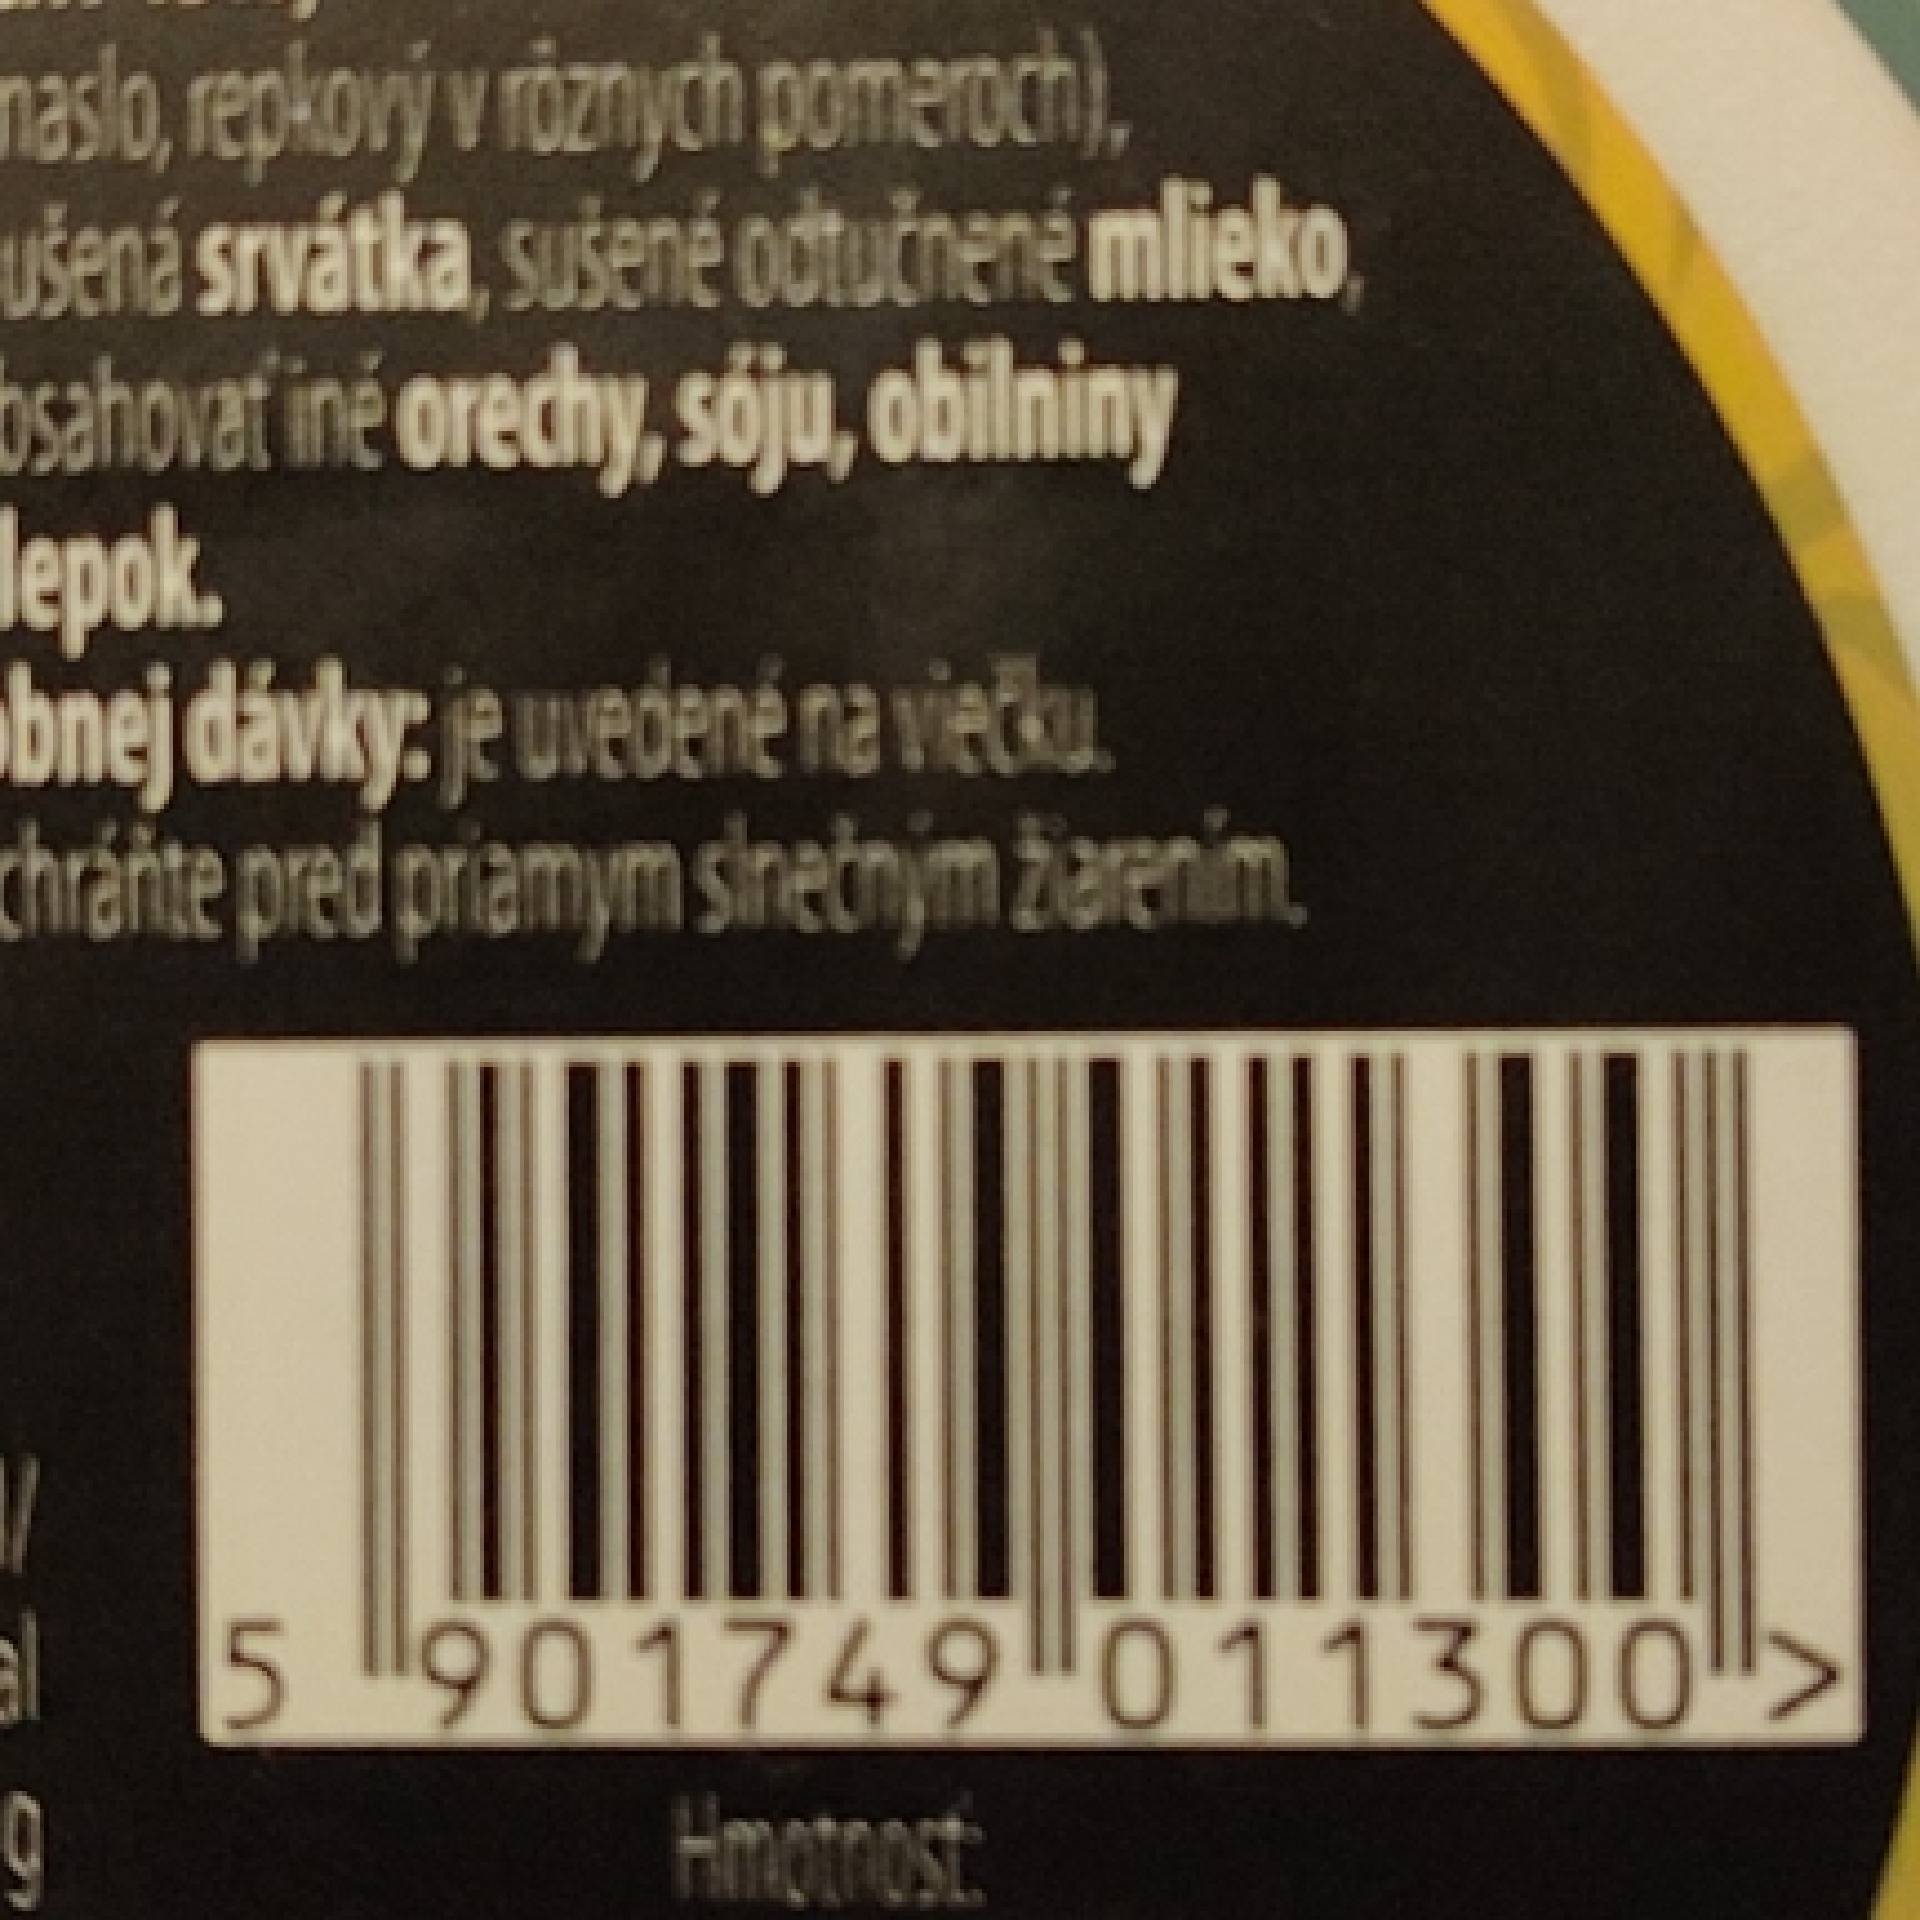 maslo, repkový v rôznych pomeroch),
sušená srvátka, sušené odtučnené mlieko,
obsahovať iné orechy, sóju, obilniny
lepok.
obnej dávky: je uvedené na viečku.
chráňte pred priamym slnečným žiarením.
5 901749 011300 >
g
Hmotnosť: